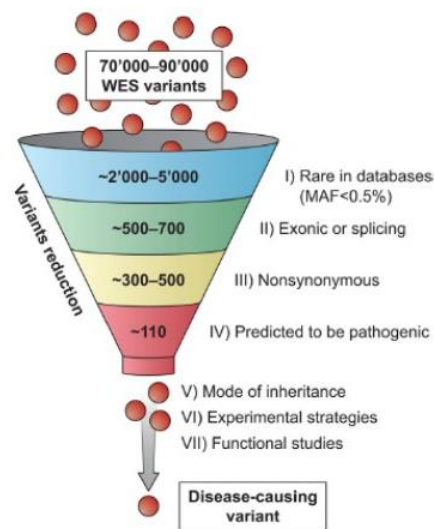 70'000–90'000
WES variants
Variants reduction
~2'000–5'000
I) Rare in databases
(MAF<0.5%)
~500–700
II) Exonic or splicing
~300–500
III) Nonsynonymous
~110
IV) Predicted to be pathogenic
V) Mode of inheritance
VI) Experimental strategies
VII) Functional studies
Disease-causing
variant